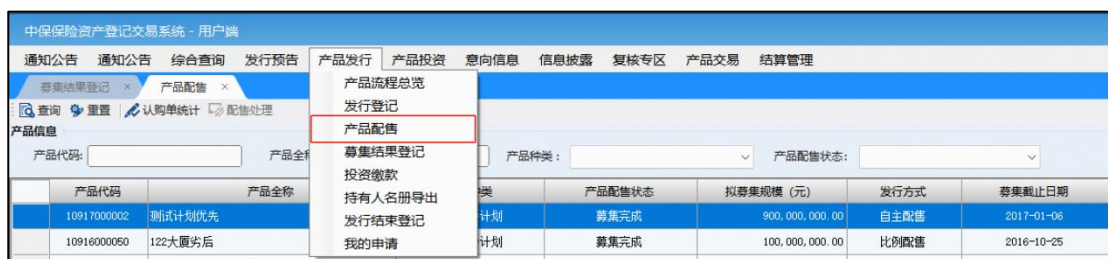 中保保险资产登记交易系统 - 用户端
通知公告 通知公告 综合查询 发行预告 产品发行 产品投资 意向信息 信息披露 复核专区 产品交易 结算管理
募集结果登记 × 产品配售 ×
查询 重置 认购单统计 配售处理
产品流程总览
发行登记
产品配售
募集结果登记
投资缴款
持有人名册导出
发行结束登记
我的申请
产品信息
产品代码: 产品全 产品种类: 产品配售状态:
产品代码 产品全称 类 产品配售状态 拟募集规模 (元) 发行方式 募集截止日期
10917000002 测试计划优先 计划 募集完成 900,000,000.00 自主配售 2017-01-06
10916000050 122大厦劣后 计划 募集完成 100,000,000.00 比例配售 2016-10-25